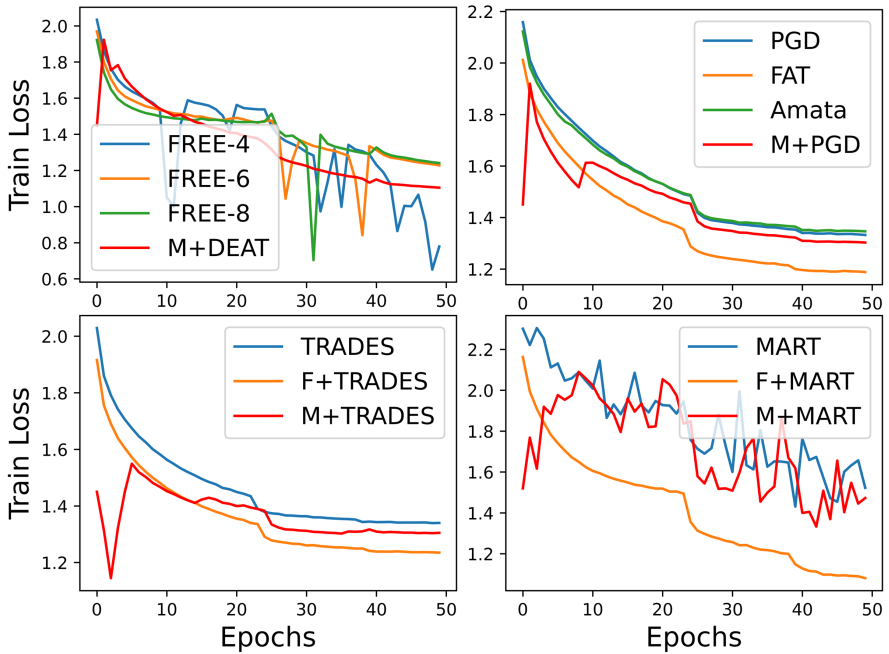 Train Loss
2.0
1.8
1.6
1.4
1.2
1.0
0.8
0.6
0 10 20 30 40 50
FREE-4
FREE-6
FREE-8
M+DEAT
2.2
2.0
1.8
1.6
1.4
1.2
0 10 20 30 40 50
PGD
FAT
Amata
M+PGD
Train Loss
2.0
1.8
1.6
1.4
1.2
0 10 20 30 40 50
Epochs
TRADES
F+TRADES
M+TRADES
2.2
2.0
1.8
1.6
1.4
1.2
0 10 20 30 40 50
Epochs
MART
F+MART
M+MART